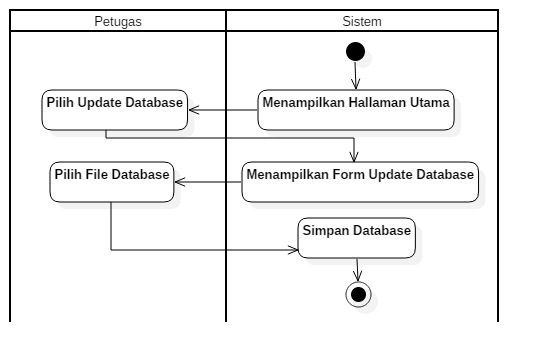 Petugas
Sistem
Pilih Update Database
Menampilkan Hallaman Utama
Pilih File Database
Menampilkan Form Update Database
Simpan Database